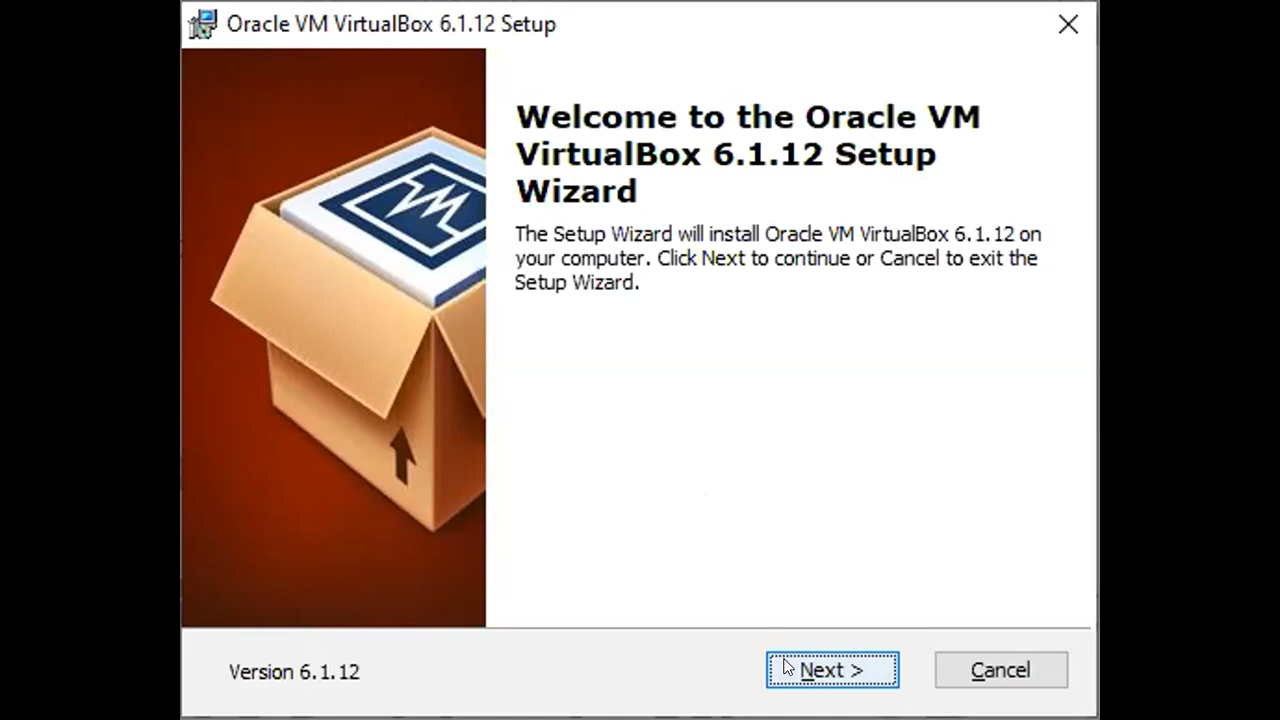 Oracle VM VirtualBox 6.1.12 Setup
Welcome to the Oracle VM
VirtualBox 6.1.12 Setup
Wizard
The Setup Wizard will install Oracle VM VirtualBox 6.1.12 on
your computer. Click Next to continue or Cancel to exit the
Setup Wizard.
Version 6.1.12
Next >
Cancel